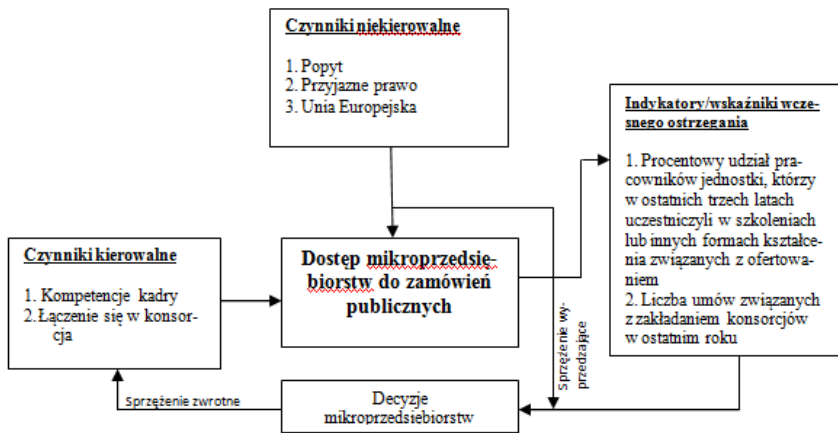 Czynniki niekierowalne
1. Popyt
2. Przyjazne prawo
3. Unia Europejska
Indykatory/wskaźniki wcze-
snego ostrzegania
1. Procentowy udział pra-
cowników jednostki, którzy
w ostatnich trzech latach
uczestniczyli w szkoleniach
lub innych formach kształce-
nia związanych z ofertowa-
niem
2. Liczba umów związanych
z zakładaniem konsorcjów
w ostatnim roku
Czynniki kierowalne
1. Kompetencje kadry
2. Łączenie się w konsor-
cja
Dostęp mikroprzedsię-
biorstw do zamówień
publicznych
Sprzężenie wy-
przedzające
Sprzężenie zwrotne
Decyzje
mikroprzedsiębiorstw